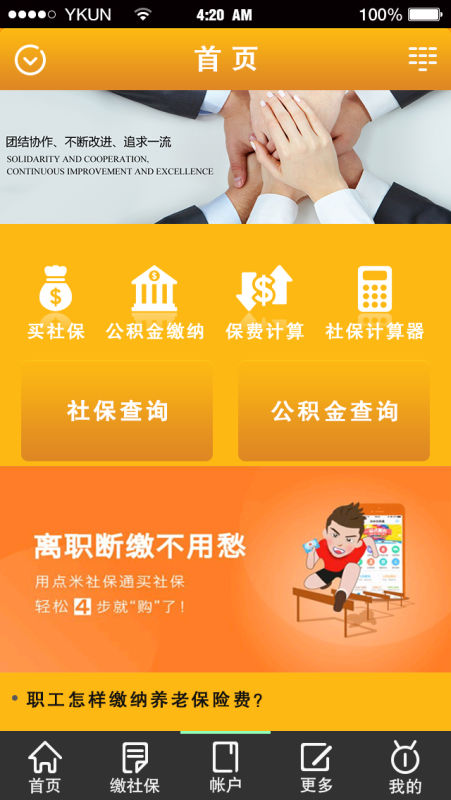 YKUN
4:20 AM
100%
首页
团结协作、不断改进、追求一流
SOLIDARITY AND COOPERATION,
CONTINUOUS IMPROVEMENT AND EXCELLENCE
买社保
公积金缴纳
保费计算
社保计算器
社保查询
公积金查询
离职断缴不用愁
用点米社保通买社保
轻松4步就“购”了!
职工怎样缴纳养老保险费?
首页
缴社保
帐户
更多
我的